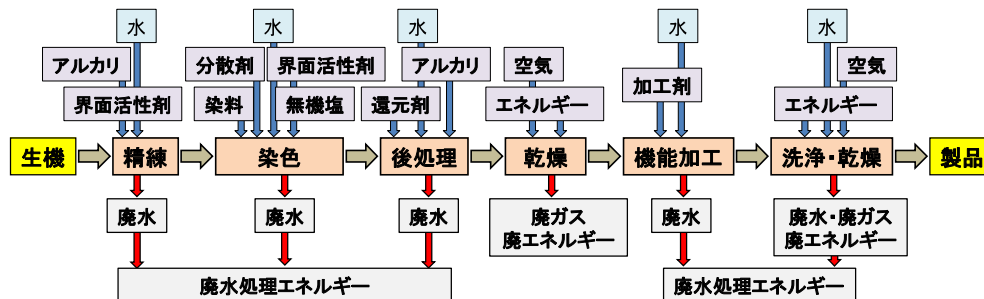 水
水
水
水
水
アルカリ
分散剤
界面活性剤
アルカリ
空気
空気
界面活性剤
染料
無機塩
還元剤
エネルギー
加工剤
エネルギー
生機
精練
染色
後処理
乾燥
機能加工
洗浄・乾燥
製品
廃水
廃水
廃水
廃ガス
廃エネルギー
廃水
廃水・廃ガス
廃エネルギー
廃水処理エネルギー
廃水処理エネルギー